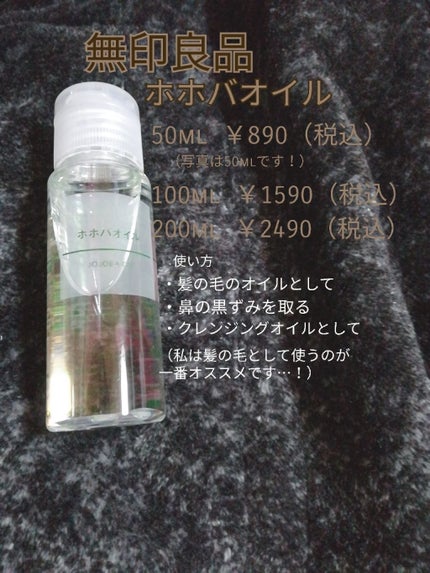 無印良品
ホホバオイル
50ML ￥890（税込）
（写真は50MLです！）
100ML ￥1590（税込）
200ML ￥2490（税込）
ホホバオイル
使い方
・髪の毛のオイルとして
・鼻の黒ずみを取る
・クレンジングオイルとして
（私は髪の毛として使うのが
一番オススメです…！）